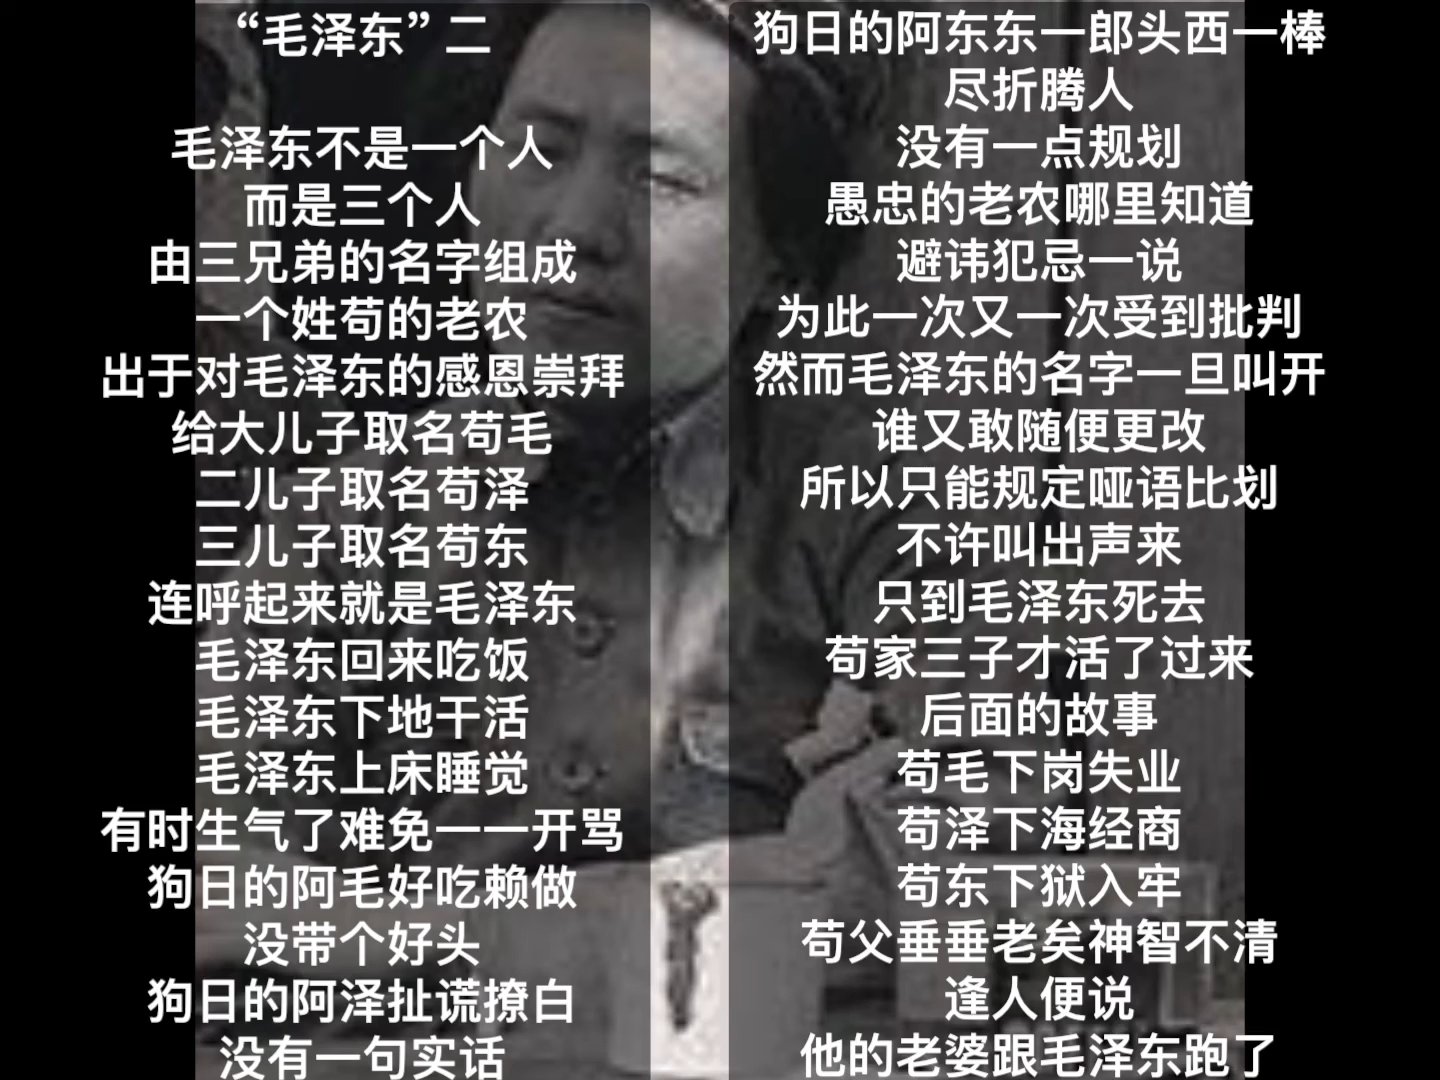 “毛泽东” 二
毛泽东不是一个人
而是三个人
由三兄弟的名字组成
一个姓苟的老农
出于对毛泽东的感恩崇拜
给大儿子取名苟毛
二儿子取名苟泽
三儿子取名苟东
连呼起来就是毛泽东
毛泽东回来吃饭
毛泽东下地干活
毛泽东上床睡觉
有时生气了难免一一开骂
狗日的阿毛好吃赖做
没带个好头
狗日的阿泽扯谎撩白
没有一句实话
狗日的阿东东一郎头西一棒
尽折腾人
没有一点规划
愚忠的老农哪里知道
避讳犯忌一说
为此一次又一次受到批判
然而毛泽东的名字一旦叫开
谁又敢随便更改
所以只能规定哑语比划
不许叫出声来
只到毛泽东死去
苟家三子才活了过来
后面的故事
苟毛下岗失业
苟泽下海经商
苟东下狱入牢
苟父垂垂老矣神智不清
逢人便说
他的老婆跟毛泽东跑了